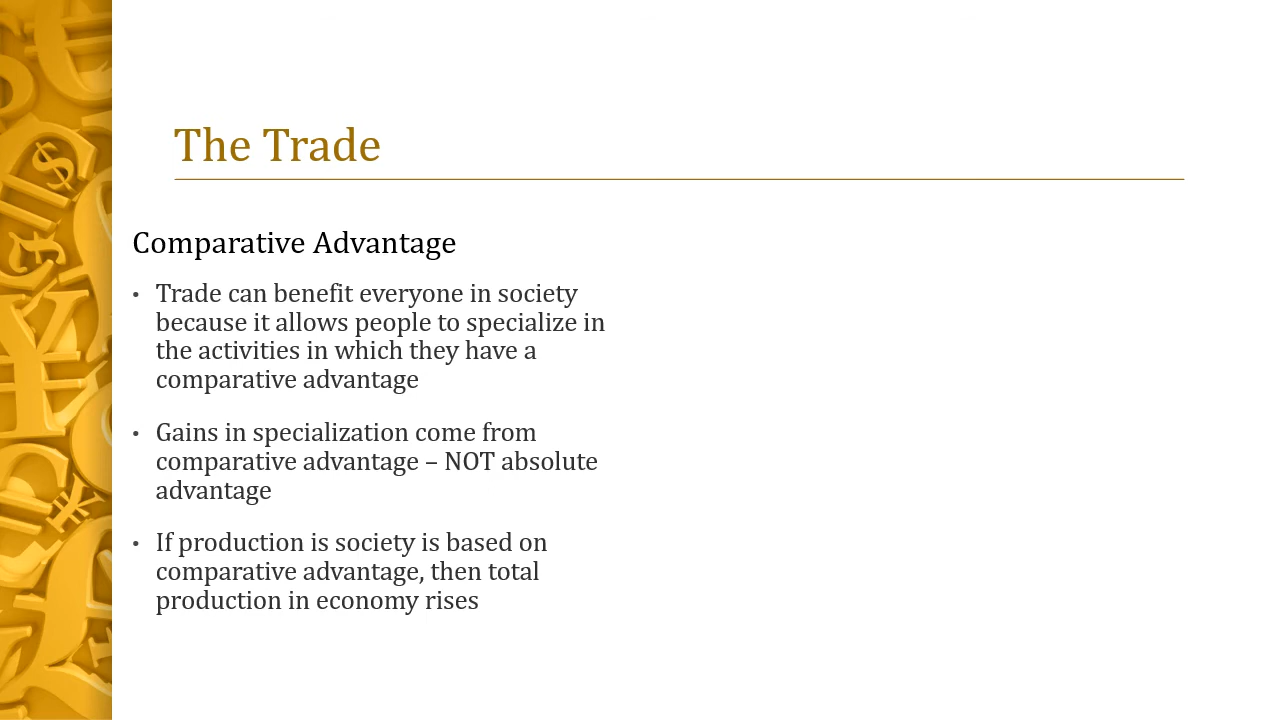 The Trade
Comparative Advantage
• Trade can benefit everyone in society
because it allows people to specialize in
the activities in which they have a
comparative advantage
• Gains in specialization come from
comparative advantage – NOT absolute
advantage
• If production is society is based on
comparative advantage, then total
production in economy rises